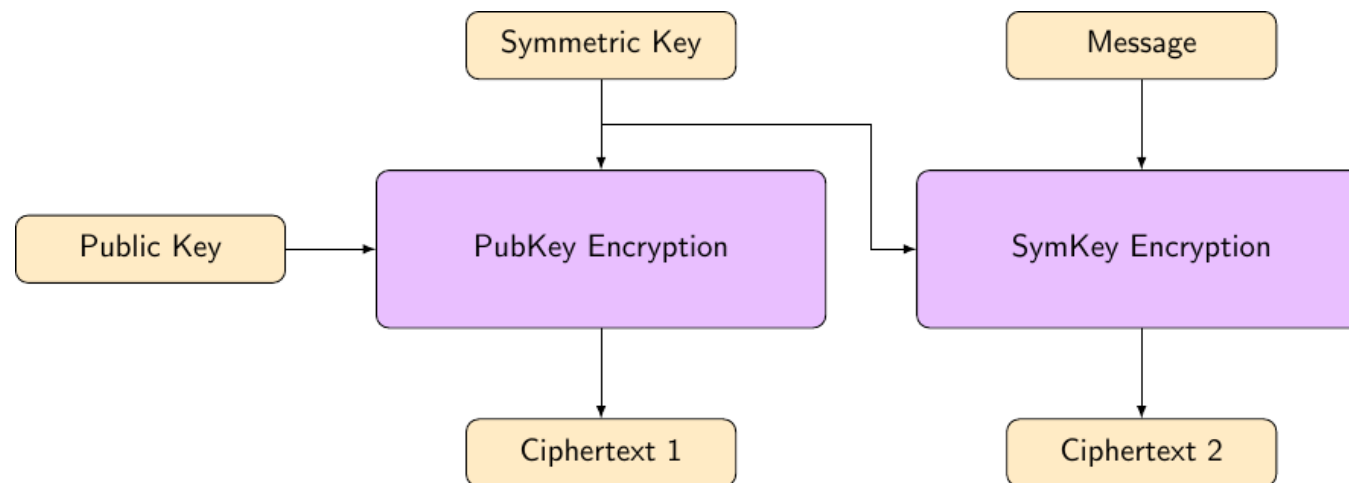 Symmetric Key
Message
Public Key
PubKey Encryption
SymKey Encryption
Ciphertext 1
Ciphertext 2